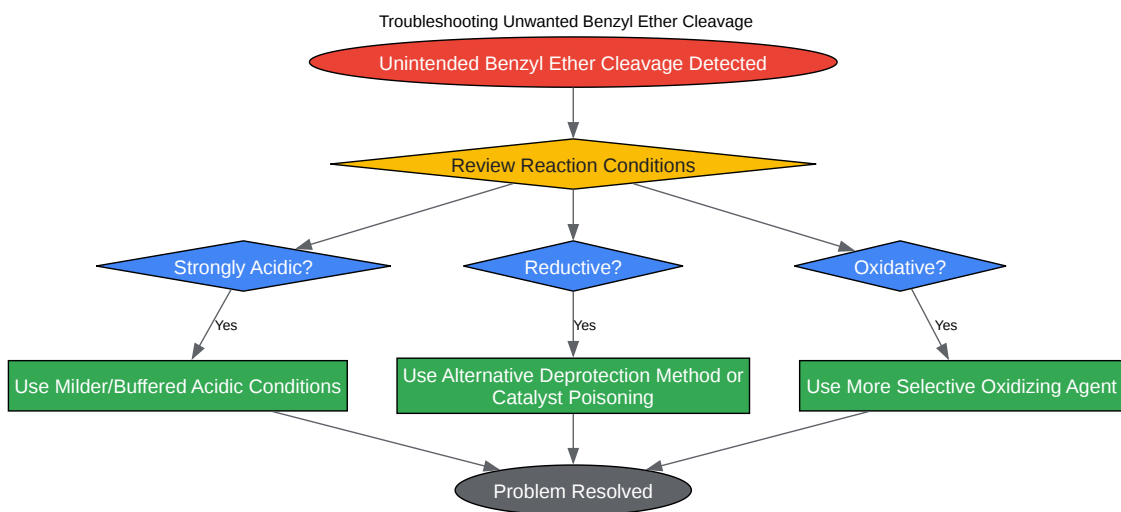 Troubleshooting Unwanted Benzyl Ether Cleavage
Unintended Benzyl Ether Cleavage Detected
Review Reaction Conditions
Strongly Acidic?
Reductive?
Oxidative?
Yes
Yes
Yes
Use Milder/Buffered Acidic Conditions
Use Alternative Deprotection Method or
Catalyst Poisoning
Use More Selective Oxidizing Agent
Problem Resolved